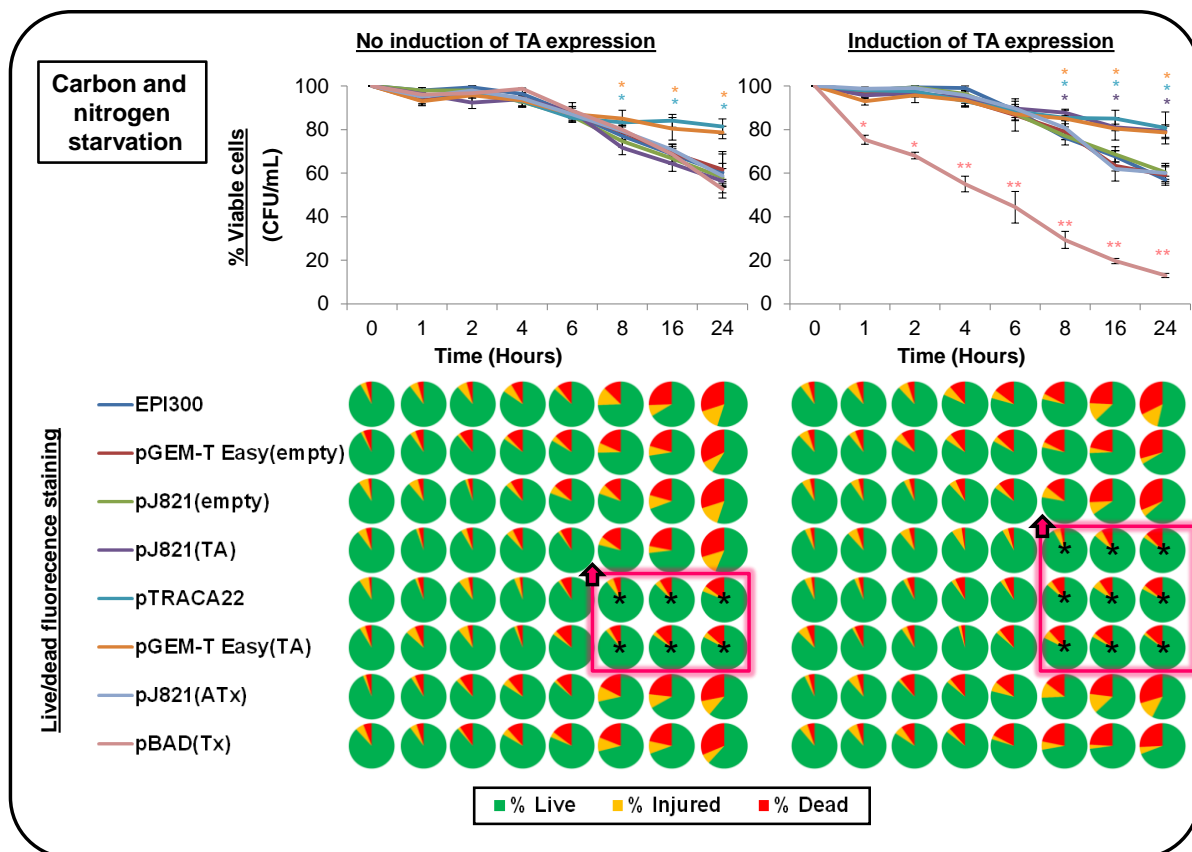 No induction of TA expression
Induction of TA expression
Carbon and
nitrogen
starvation
% Viable cells
(CFU/mL)
100
80
60
40
20
0
* * *
* * *
0 1 2 4 6 8 16 24
Time (Hours)
100
80
60
40
20
0
* * *
* * *
* * *
* * ** ** ** ** **
0 1 2 4 6 8 16 24
Time (Hours)
Live/dead fluorescence staining
EPI300
pGEM-T Easy(empty)
pJ821(empty)
pJ821(TA)
pTRACA22
pGEM-T Easy(TA)
pJ821(ATx)
pBAD(Tx)
* * *
* * *
* * *
* * *
* * *
% Live % Injured % Dead